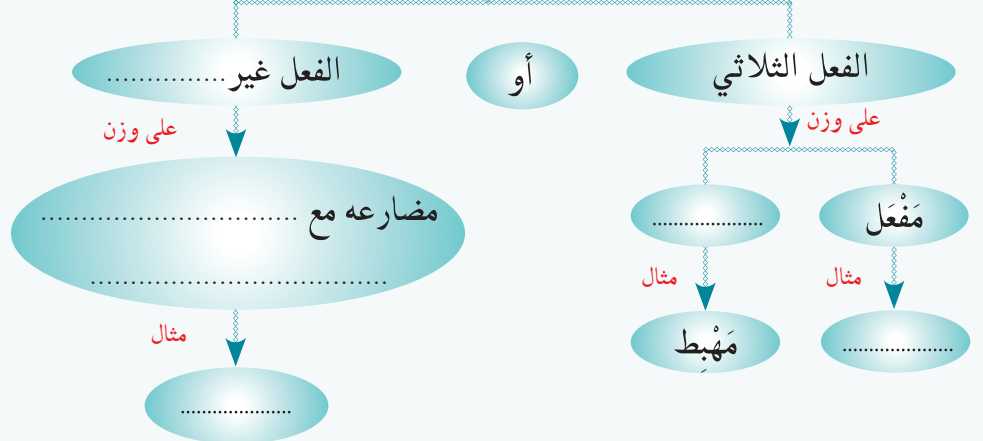 الفعل الثلاثي
أو
الفعل غير ...............
على وزن
على وزن
مَفْعَل
......................
مضارعه مع ................................
.....................................
مثال
مثال
مثال
......................
مَهْبِط
......................